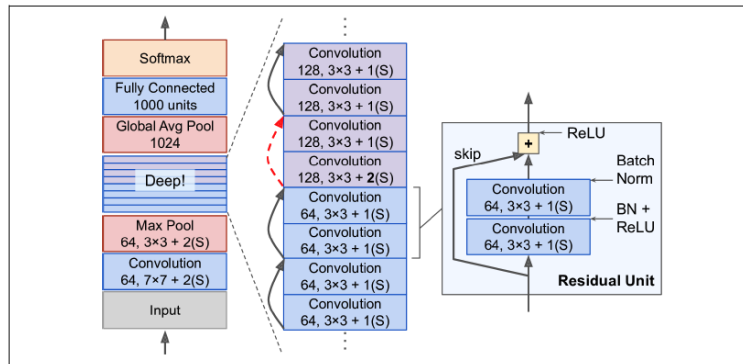 Softmax
Fully Connected
1000 units
Global Avg Pool
1024
Deep!
Max Pool
64, 3×3 + 2(S)
Convolution
64, 7×7 + 2(S)
Input
Convolution
128, 3×3 + 1(S)
Convolution
128, 3×3 + 1(S)
Convolution
128, 3×3 + 1(S)
Convolution
128, 3×3 + 2(S)
Convolution
64, 3×3 + 1(S)
Convolution
64, 3×3 + 1(S)
Convolution
64, 3×3 + 1(S)
Convolution
64, 3×3 + 1(S)
+
ReLU
skip
Batch
Norm
Convolution
64, 3×3 + 1(S)
BN +
ReLU
Convolution
64, 3×3 + 1(S)
Residual Unit